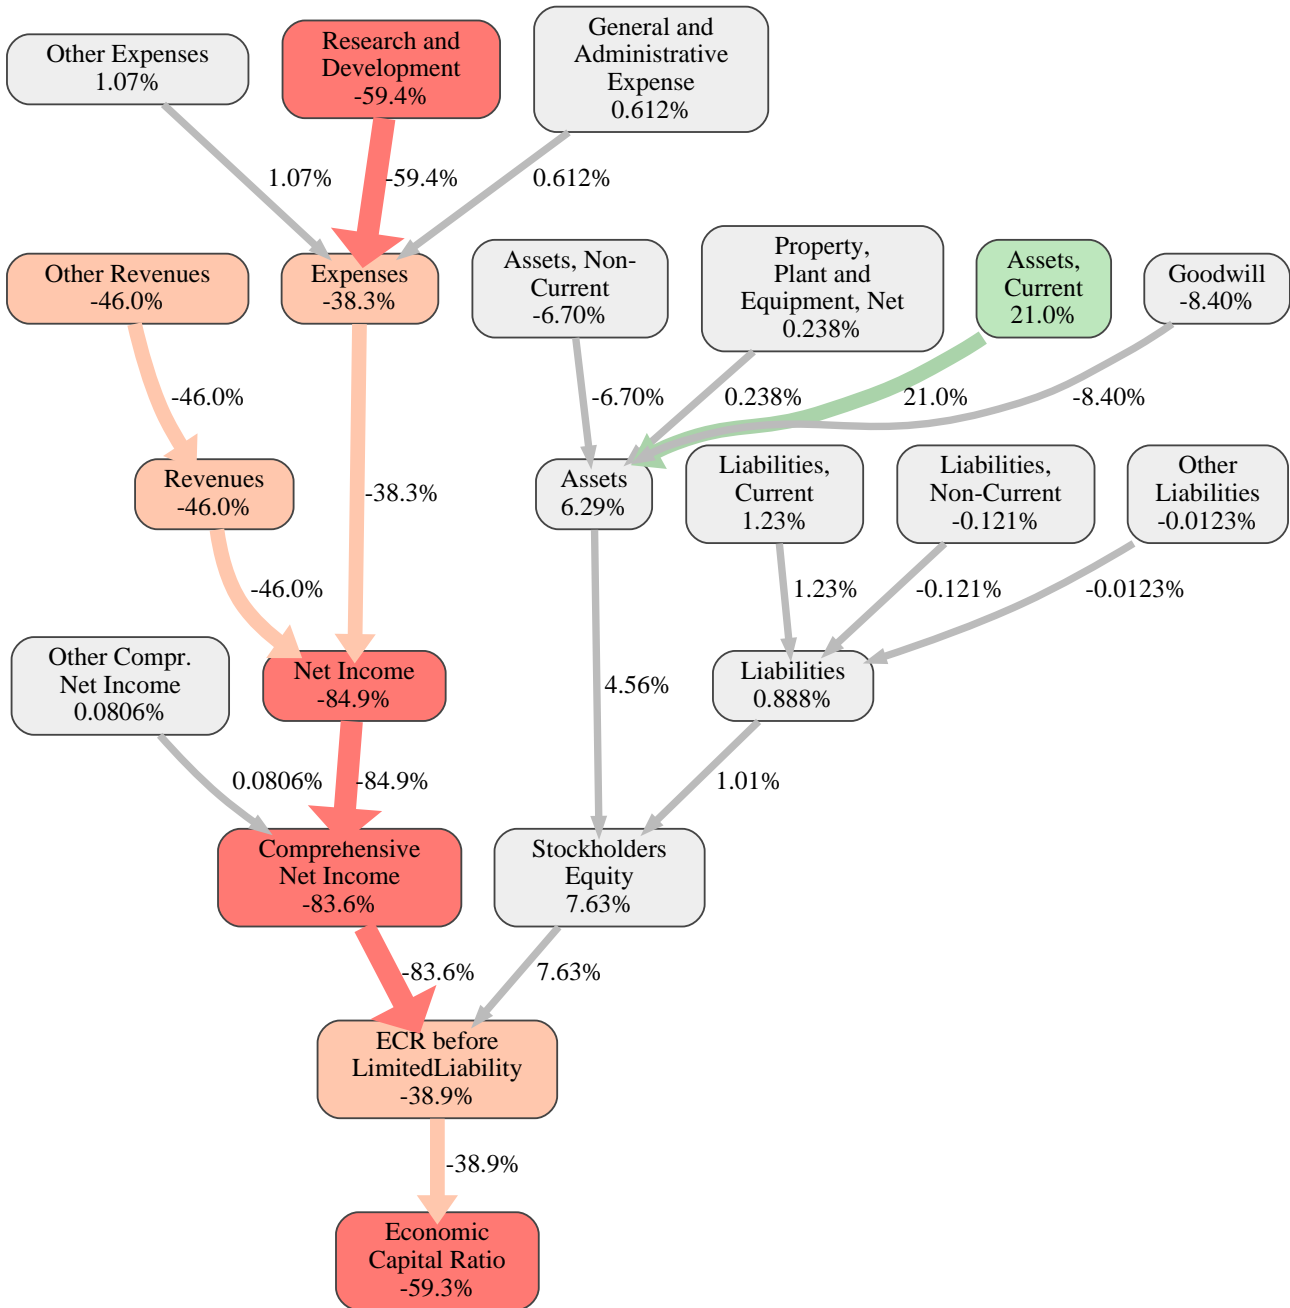 Other Expenses
1.07%
Research and
Development
-59.4%
General and
Administrative
Expense
0.612%
1.07%
-59.4%
0.612%
Other Revenues
-46.0%
Expenses
-38.3%
Assets, Non-
Current
-6.70%
Property,
Plant and
Equipment, Net
0.238%
Assets,
Current
21.0%
Goodwill
-8.40%
-46.0%
-6.70%
0.238%
21.0%
-8.40%
Revenues
-46.0%
-38.3%
Assets
6.29%
Liabilities,
Current
1.23%
Liabilities,
Non-Current
-0.121%
Other
Liabilities
-0.0123%
-46.0%
1.23%
-0.121%
-0.0123%
Other Compr.
Net Income
0.0806%
Net Income
-84.9%
4.56%
Liabilities
0.888%
0.0806%
-84.9%
1.01%
Comprehensive
Net Income
-83.6%
Stockholders
Equity
7.63%
-83.6%
7.63%
ECR before
LimitedLiability
-38.9%
-38.9%
Economic
Capital Ratio
-59.3%